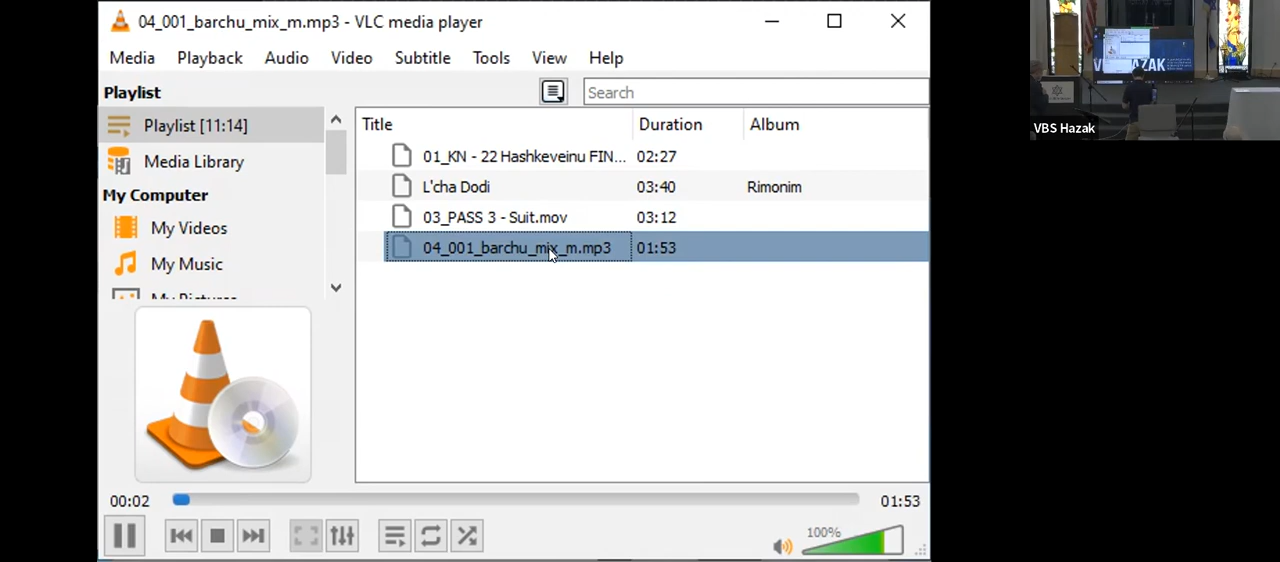 04_001_barchu_mix_m.mp3 - VLC media player
Media Playback Audio Video Subtitle Tools View Help
Playlist
Search
Playlist [11:14]
Media Library
My Computer
My Videos
My Music
My Pictures
Title Duration Album
01_KN - 22 Hashkeveinu FIN... 02:27
L'cha Dodi 03:40 Rimonim
03_PASS 3 - Suit.mov 03:12
04_001_barchu_mix_m.mp3 01:53
00:02 01:53
100%
AZAK
VBS Hazak